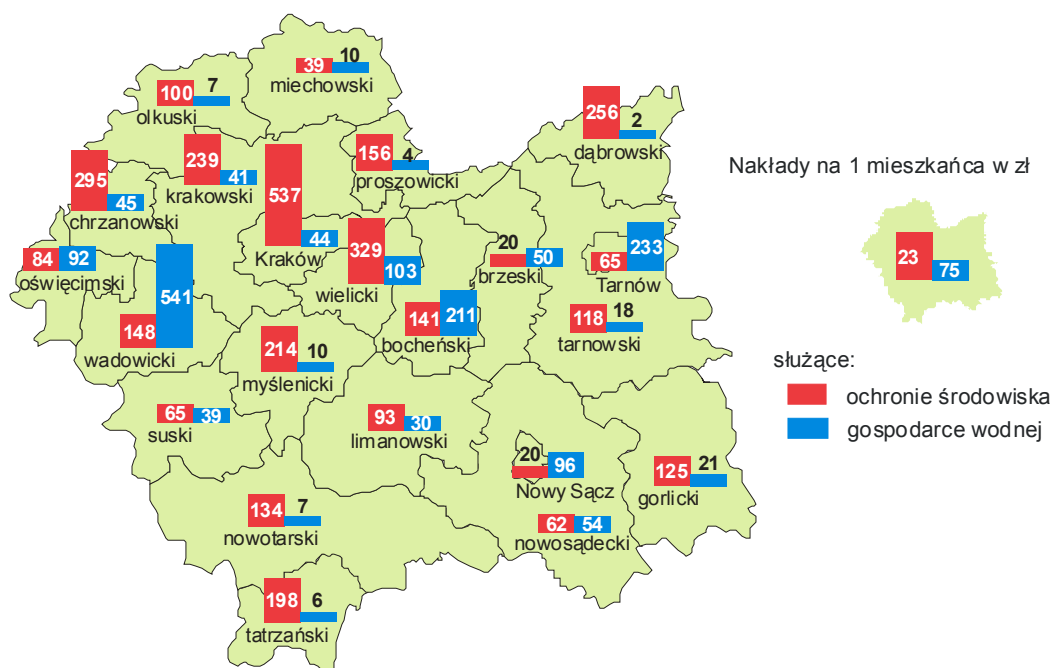 10
39
miechowski
7
100
olkuski
256
2
dąbrowski
239
41
krakowski
156
4
proszowicki
Nakłady na 1 mieszkańca w zł
295
45
chrzanowski
537
44
Kraków
84
92
oświęcimski
329
103
wielicki
20
50
brzeski
233
65
Tarnów
23
75
541
148
wadowicki
141
211
bocheński
118
18
tarnowski
214
10
myślenicki
służące:
ochronie środowiska
gospodarce wodnej
65
39
suski
93
30
limanowski
20
96
Nowy Sącz
125
21
gorlicki
134
7
nowotarski
62
54
nowosądecki
198
6
tatrzański